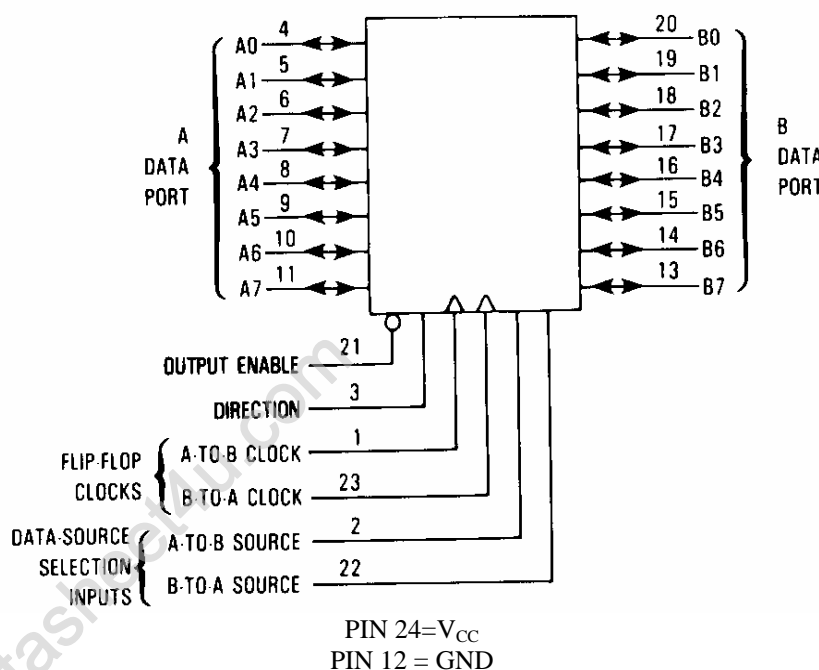 A DATA PORT
A0 4
A1 5
A2 6
A3 7
A4 8
A5 9
A6 10
A7 11
20 B0
19 B1
18 B2
17 B3
16 B4
15 B5
14 B6
13 B7
B DATA PORT
OUTPUT ENABLE 21
DIRECTION 3
FLIP-FLOP CLOCKS
A-TO-B CLOCK 1
B-TO-A CLOCK 23
DATA-SOURCE SELECTION INPUTS
A-TO-B SOURCE 2
B-TO-A SOURCE 22
PIN 24=VCC
PIN 12 = GND
tasheet4u.com